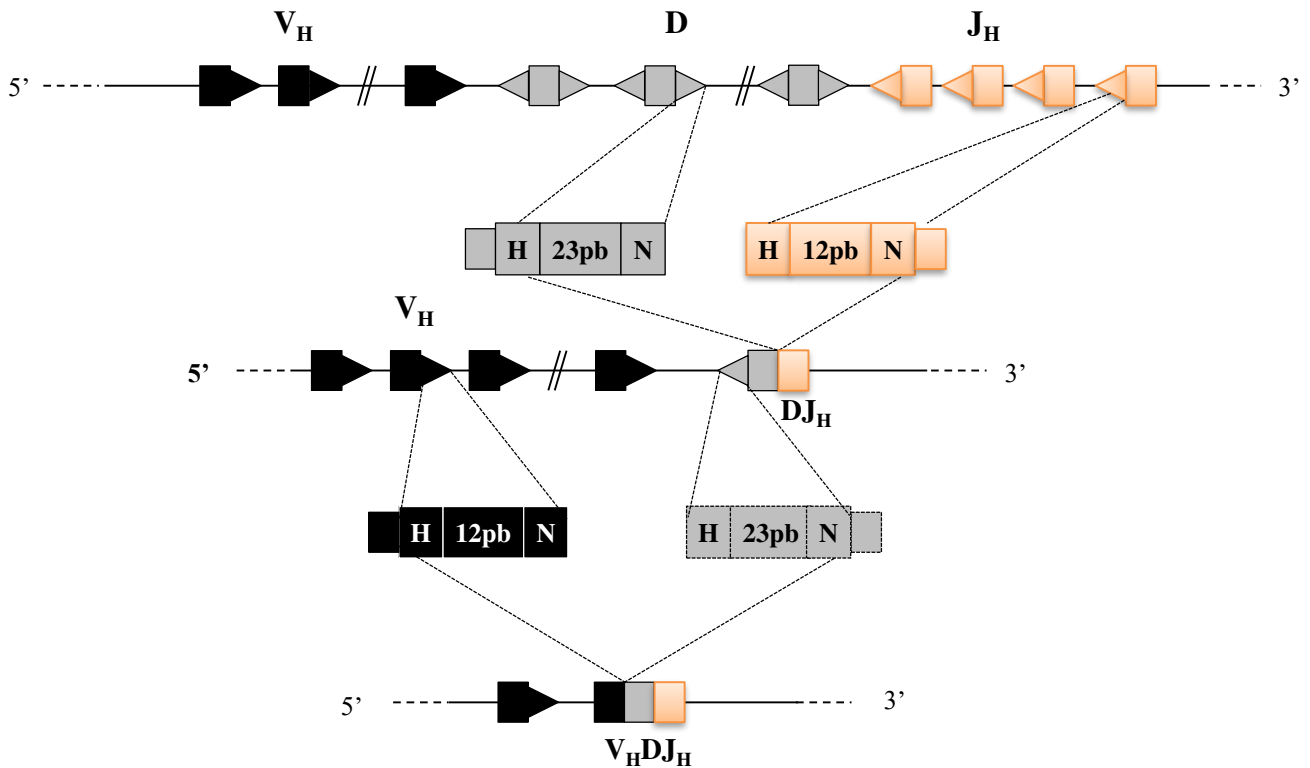 V_H D J_H
5’ 3’
H 23pb N H 12pb N
V_H
5’ 3’
DJ_H
H 12pb N H 23pb N
5’ 3’
V_HDJ_H